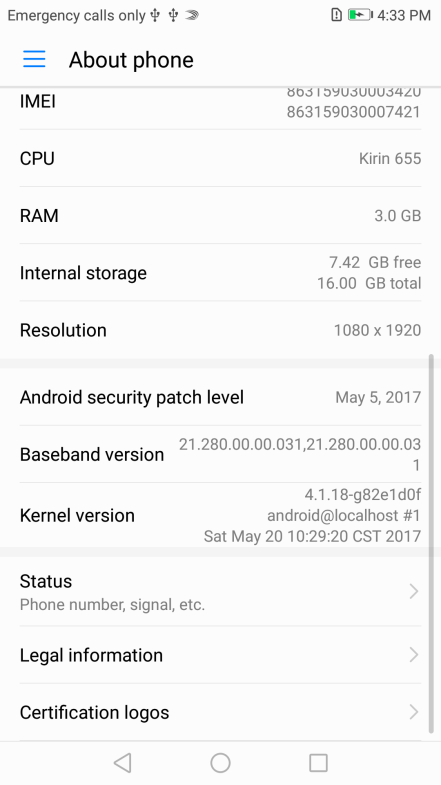 Emergency calls only 4:33 PM
About phone
IMEI 863159030003420
863159030007421
CPU Kirin 655
RAM 3.0 GB
Internal storage 7.42 GB free
16.00 GB total
Resolution 1080 x 1920
Android security patch level May 5, 2017
Baseband version 21.280.00.00.031,21.280.00.00.03
1
Kernel version 4.1.18-g82e1d0f
android@localhost #1
Sat May 20 10:29:20 CST 2017
Status
Phone number, signal, etc.
Legal information
Certification logos